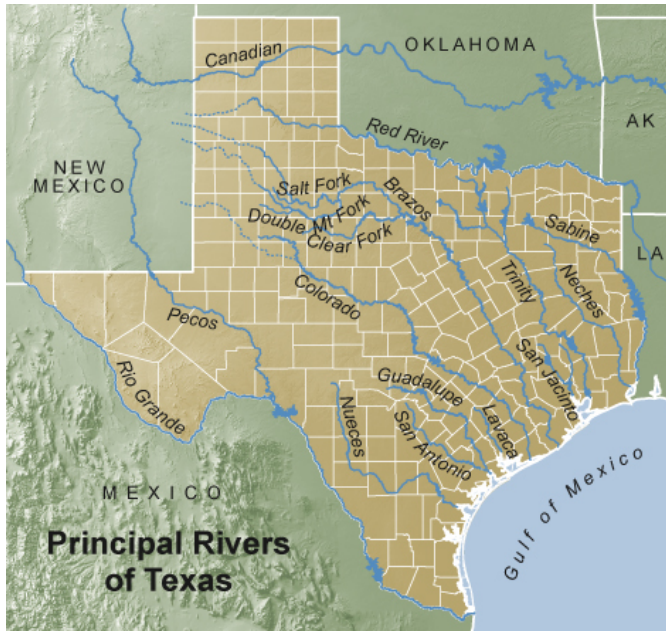 Canadian
OKLAHOMA
Red River
AK
NEW
MEXICO
Salt Fork
Brazos
Double Mt Fork
Clear Fork
Sabine
LA
Colorado
Trinity
Neches
Pecos
San Jacinto
Rio Grande
Guadalupe
Lavaca
Nueces
San Antonio
MEXICO
Gulf of Mexico
Principal Rivers
of Texas